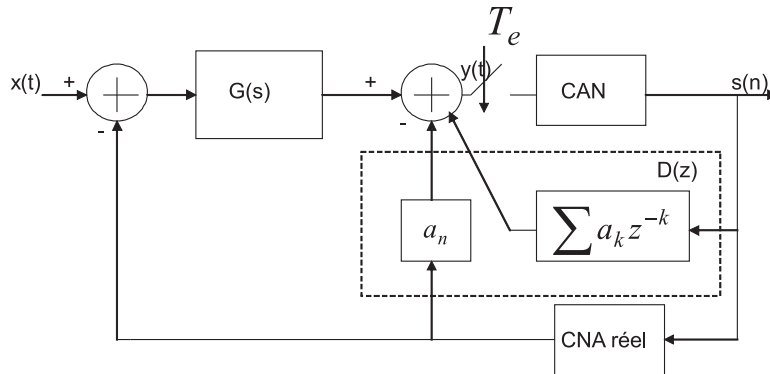 T_e
x(t)
+
G(s)
+
y(t)
CAN
s(n)
-
-
D(z)
a_n
∑ a_k z^{-k}
CNA réel